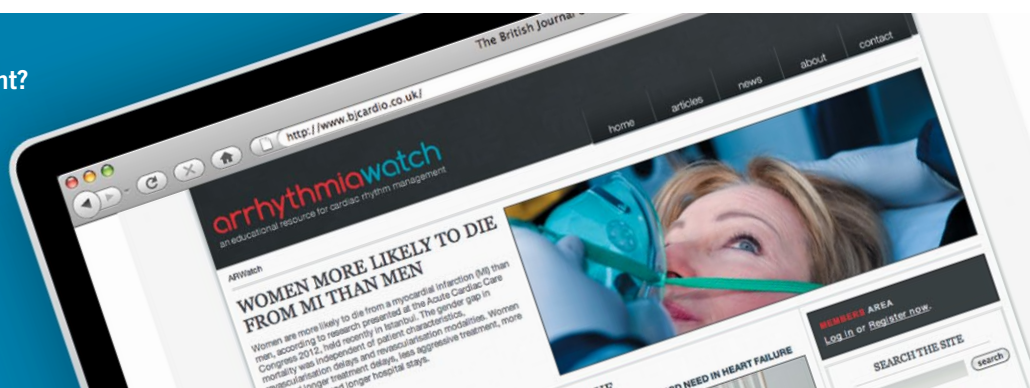 nt?
The British Journal
http://www.bjcardio.co.uk/
home
articles
news
about
contact
arrhythmiawatch
an educational resource for cardiac rhythm management
ARWatch
WOMEN MORE LIKELY TO DIE
FROM MI THAN MEN
Women are more likely to die from a myocardial infarction (MI) than
men, according to research presented at the Acute Cardiac Care
Congress 2012, held recently in Istanbul. The gender gap in
mortality was independent of patient characteristics,
revascularisation delays and revascularisation modalities. Women
longer treatment delays, less aggressive treatment, more
longer hospital stays.
MEMBERS AREA
Log in or Register now.
SEARCH THE SITE
search
NEED IN HEART FAILURE